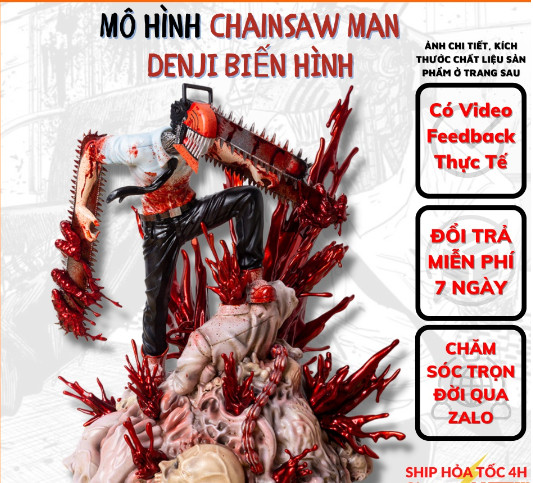 MÔ HÌNH CHAINSAW MAN
DENJI BIẾN HÌNH
ẢNH CHI TIẾT, KÍCH
THƯỚC CHẤT LIỆU SẢN
PHẨM Ở TRANG SAU
Có Video
Feedback
Thực Tế
ĐỔI TRẢ
MIỄN PHÍ
7 NGÀY
CHĂM
SÓC TRỌN
ĐỜI QUA
ZALO
SHIP HỎA TỐC 4H